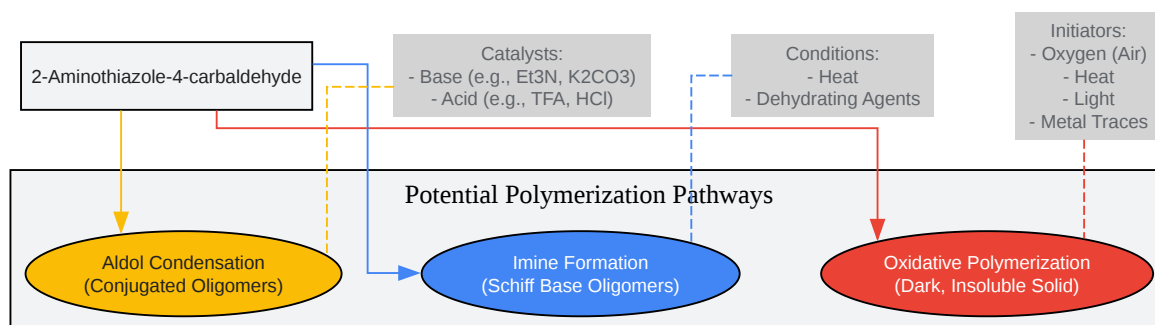 2-Aminothiazole-4-carbaldehyde
Catalysts:
- Base (e.g., Et3N, K2CO3)
- Acid (e.g., TFA, HCl)
Conditions:
- Heat
- Dehydrating Agents
Initiators:
- Oxygen (Air)
- Heat
- Light
- Metal Traces
Potential Polymerization Pathways
Aldol Condensation
(Conjugated Oligomers)
Imine Formation
(Schiff Base Oligomers)
Oxidative Polymerization
(Dark, Insoluble Solid)